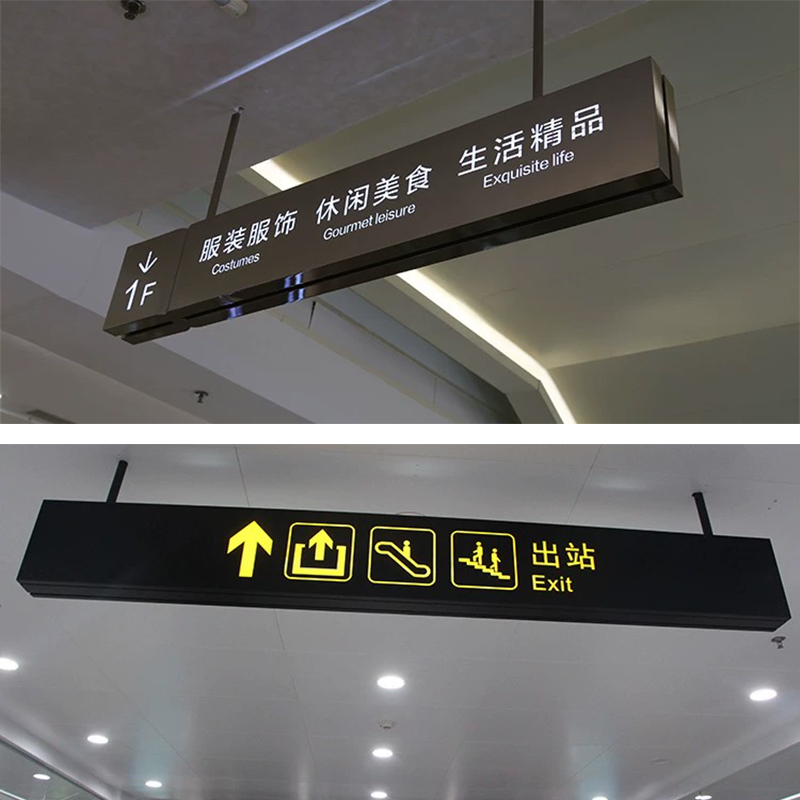 1F
服装服饰
Costumes
休闲美食
Gourmet leisure
生活精品
Exquisite life
出站
Exit